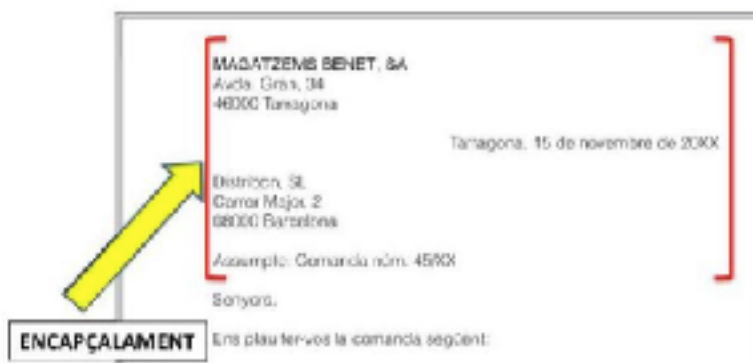 MAGATZEMS BENET, SA
Avda. Gran, 34
46000 Tarragona
Tarragona, 15 de novembre de 20XX
Distribon, SL
Carrer Major, 2
08000 Barcelona
Assumpte: Comanda núm. 45/XX
Senyors,
ENCAPÇALAMENT
Ens plau fer-vos la comanda següent: